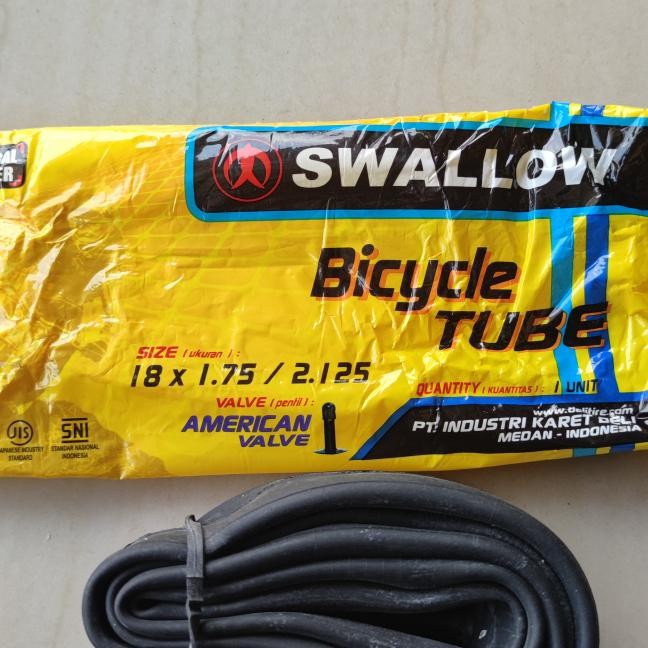 SWALLOW
Bicycle
TUBE
SIZE ( ukuran ) :
18 x 1.75 / 2.125
QUANTITY ( KUANTITAS ) : 1 UNIT
VALVE ( pentil ) :
AMERICAN
VALVE
www.delitire.com
PT. INDUSTRI KARET DELI
MEDAN - INDONESIA
JIS
JAPANESE INDUSTRY
STANDARD
SNI
STANDAR NASIONAL
INDONESIA